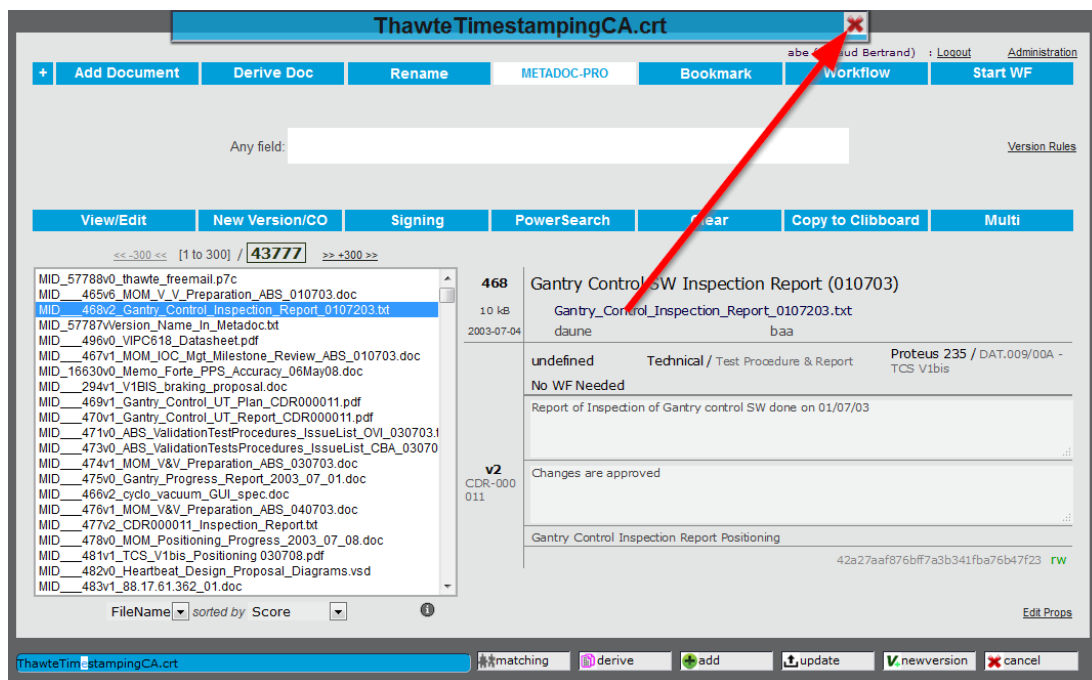 ThawteTimestampingCA.crt
abe ud Bertrand) : Logout Administration
+ Add Document Derive Doc Rename METADOC-PRO Bookmark Workflow Start WF
Any field: Version Rules
View/Edit New Version/CO Signing PowerSearch Clear Copy to Clibboard Multi
<< -300 << [1 to 300] / 43777 >> +300 >>
MID_57788v0_thawte_freemail.p7c
MID___465v6_MOM_V_V_Preparation_ABS_010703.doc
MID___468v2_Gantry_Control_Inspection_Report_0107203.txt
MID_57787vVersion_Name_In_Metadoc.txt
MID___496v0_VIPC618_Datasheet.pdf
MID___467v1_MOM_IOC_Mgt_Milestone_Review_ABS_010703.doc
MID_16630v0_Memo_Forte_PPS_Accuracy_06May08.doc
MID___294v1_V1BIS_braking_proposal.doc
MID___469v1_Gantry_Control_UT_Plan_CDR000011.pdf
MID___470v1_Gantry_Control_UT_Report_CDR000011.pdf
MID___471v0_ABS_ValidationTestProcedures_IssueList_OVI_030703.t
MID___473v0_ABS_ValidationTestsProcedures_IssueList_CBA_03070
MID___474v1_MOM_V&V_Preparation_ABS_030703.doc
MID___475v0_Gantry_Progress_Report_2003_07_01.doc
MID___466v2_cyclo_vacuum_GUI_spec.doc
MID___476v1_MOM_V&V_Preparation_ABS_040703.doc
MID___477v2_CDR000011_Inspection_Report.txt
MID___478v0_MOM_Positioning_Progress_2003_07_08.doc
MID___481v1_TCS_V1bis_Positioning 030708.pdf
MID___482v0_Heartbeat_Design_Proposal_Diagrams.vsd
MID___483v1_88.17.61.362_01.doc
FileName sorted by Score
468 Gantry Control SW Inspection Report (010703)
10 kB Gantry_Control_Inspection_Report_0107203.txt
2003-07-04 daune baa
undefined Technical / Test Procedure & Report Proteus 235 / DAT.009/00A -
TCS V1bis
No WF Needed
Report of Inspection of Gantry control SW done on 01/07/03
v2
CDR-000
011
Changes are approved
Gantry Control Inspection Report Positioning
42a27aaf876bff7a3b341fba76b47f23 rw
Edit Props
ThawteTimestampingCA.crt matching derive add update newversion cancel